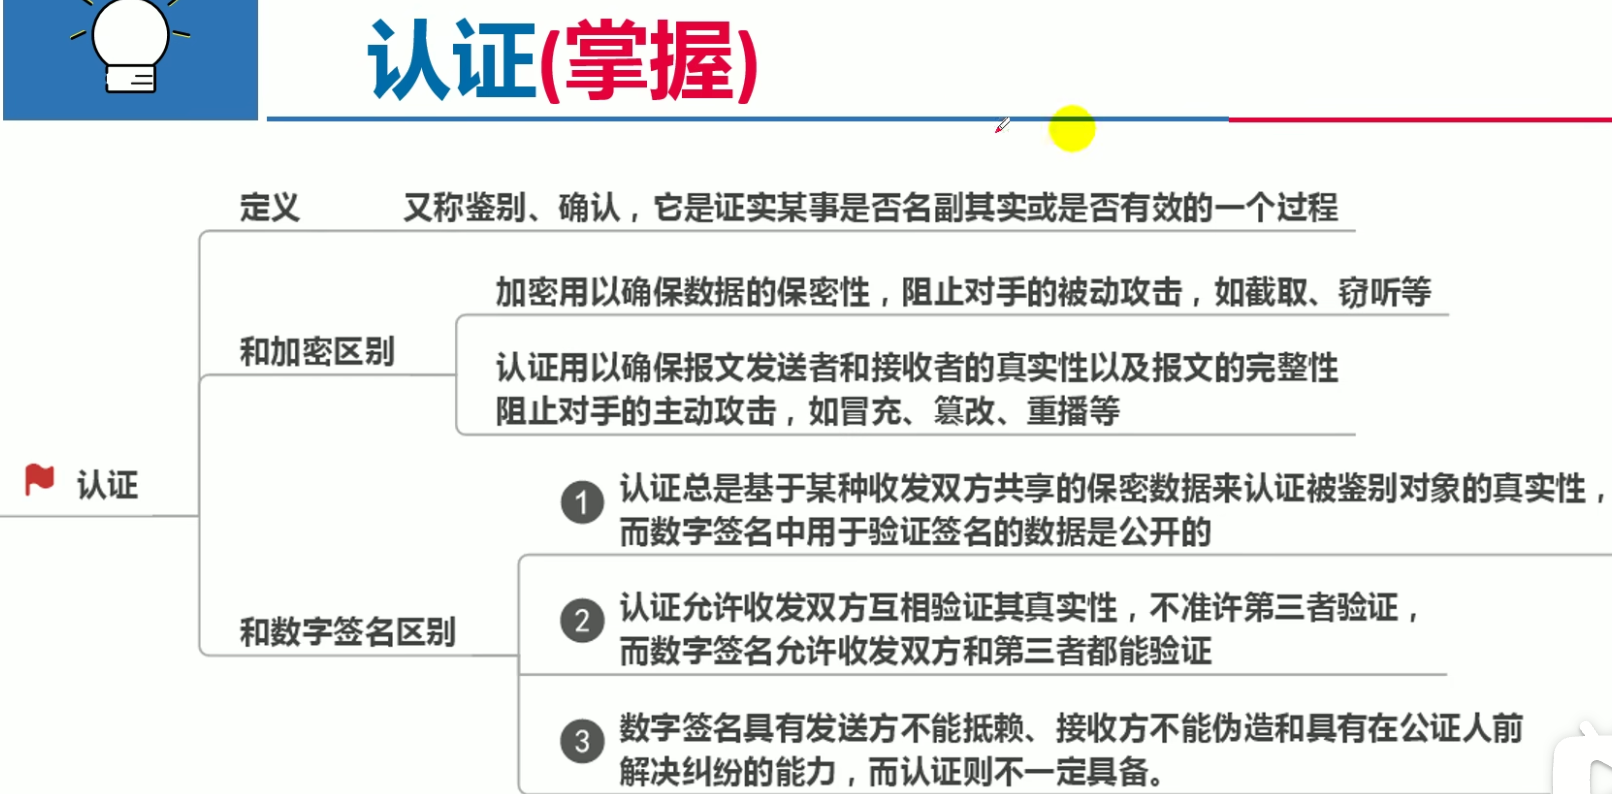 认证(掌握)
定义
又称鉴别、确认，它是证实某事是否名副其实或是否有效的一个过程
和加密区别
加密用以确保数据的保密性，阻止对手的被动攻击，如截取、窃听等
认证用以确保报文发送者和接收者的真实性以及报文的完整性
阻止对手的主动攻击，如冒充、篡改、重播等
认证
和数字签名区别
1 认证总是基于某种收发双方共享的保密数据来认证被鉴别对象的真实性，
而数字签名中用于验证签名的数据是公开的
2 认证允许收发双方互相验证其真实性，不准许第三者验证，
而数字签名允许收发双方和第三者都能验证
3 数字签名具有发送方不能抵赖、接收方不能伪造和具有在公证人前
解决纠纷的能力，而认证则不一定具备。